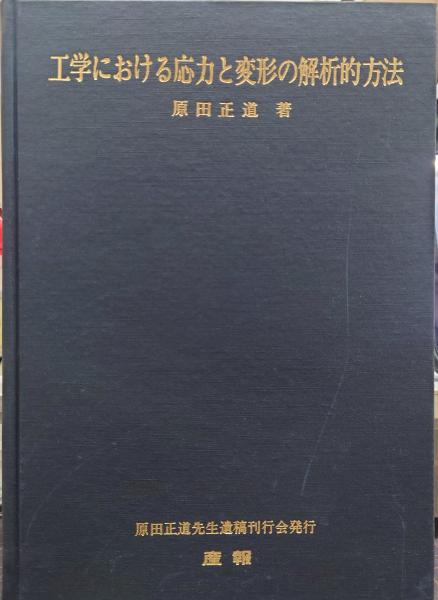 工学における応力と変形の解析的方法
原田正道 著
原田正道先生遺稿刊行会発行
産報